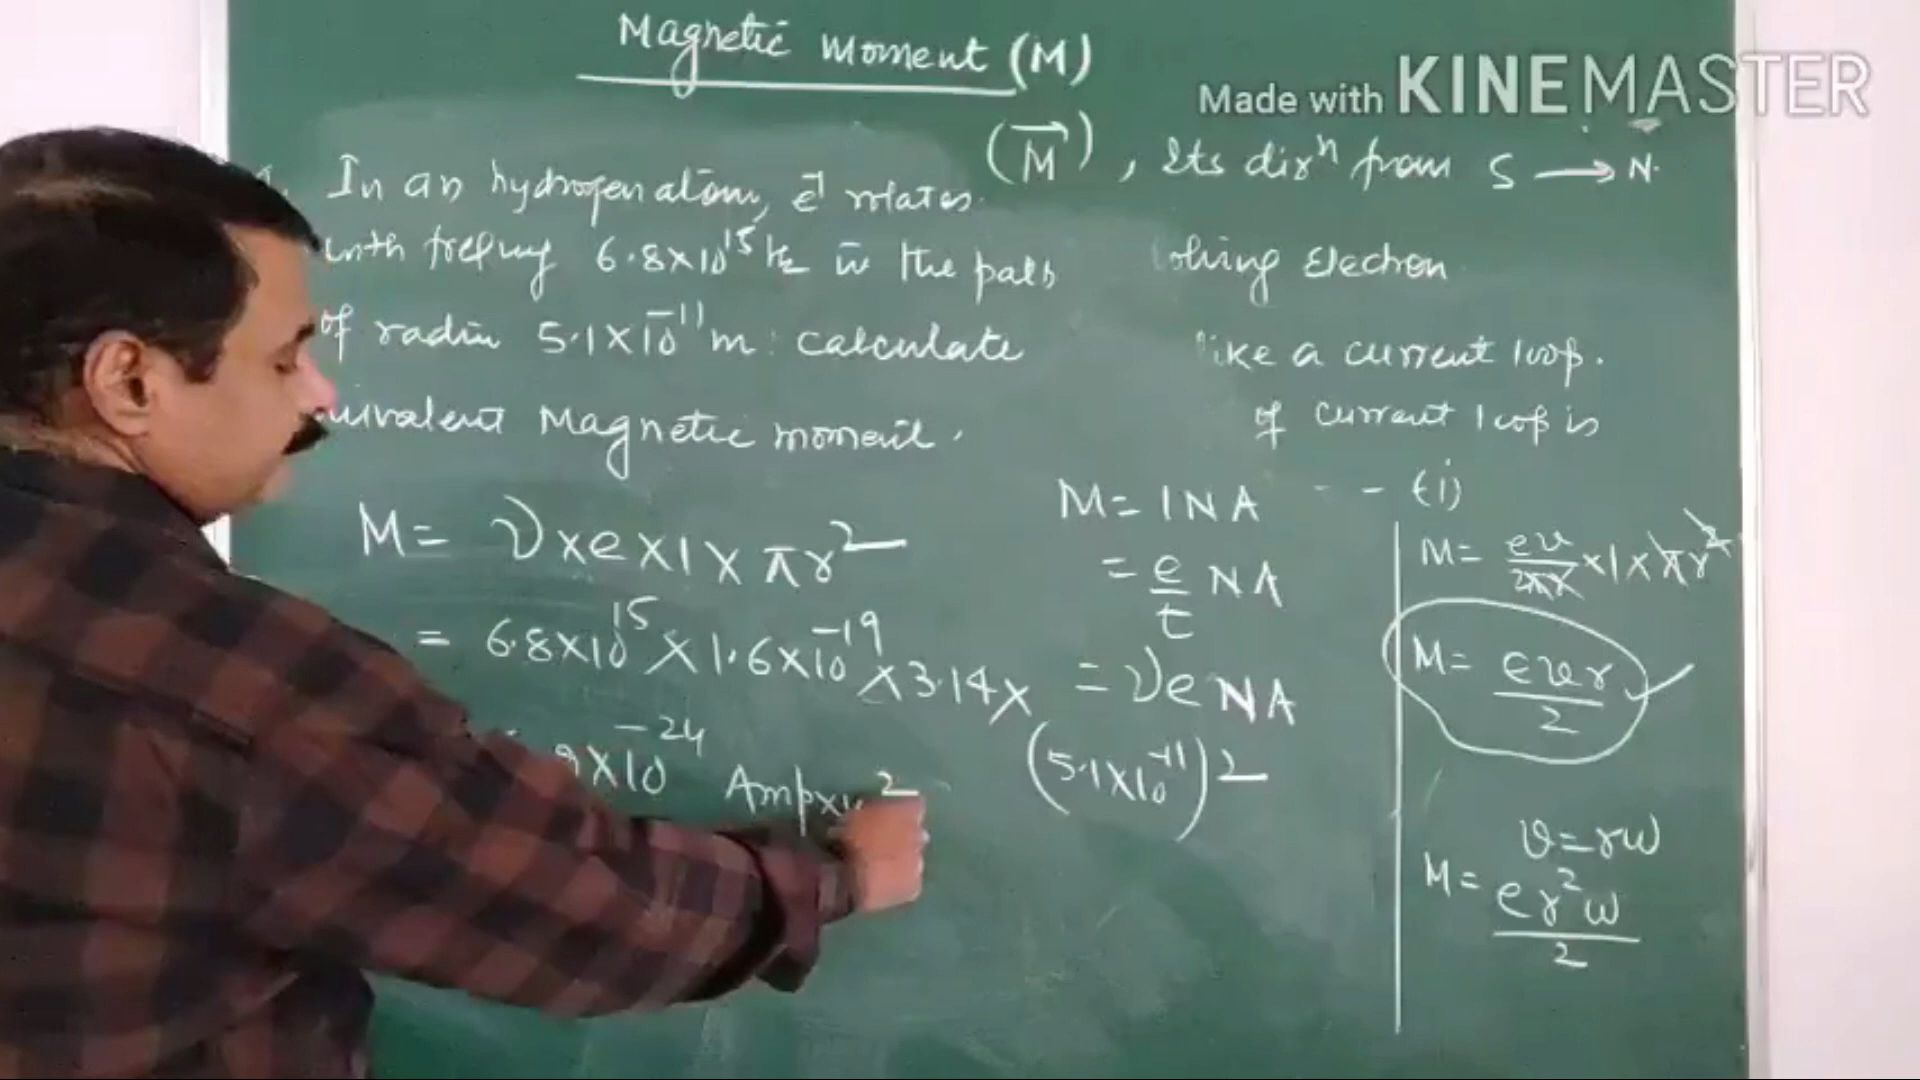 Magnetic Moment (M)
Made with KINEMASTER
(M⃗), Its dirⁿ from S ⟶ N.
In an hydrogen atom, e⁻ rotates
with 6.8×10¹⁵ Hz in the path
of radiu 5.1×10⁻¹¹ m. calculate
uivalent Magnetic moment.
M = ν×e×1×πr²
= 6.8×10¹⁵×1.6×10⁻¹⁹×3.14×
(5.1×10⁻¹¹)²
×10⁻²⁴ Amp×
olving Electron
like a current loop.
of current loop is
M = INA - - (i)
= e/t NA
= νeNA
M = ev/2πr × 1 × πr²
M = evr/2
v = rω
M = er²ω/2